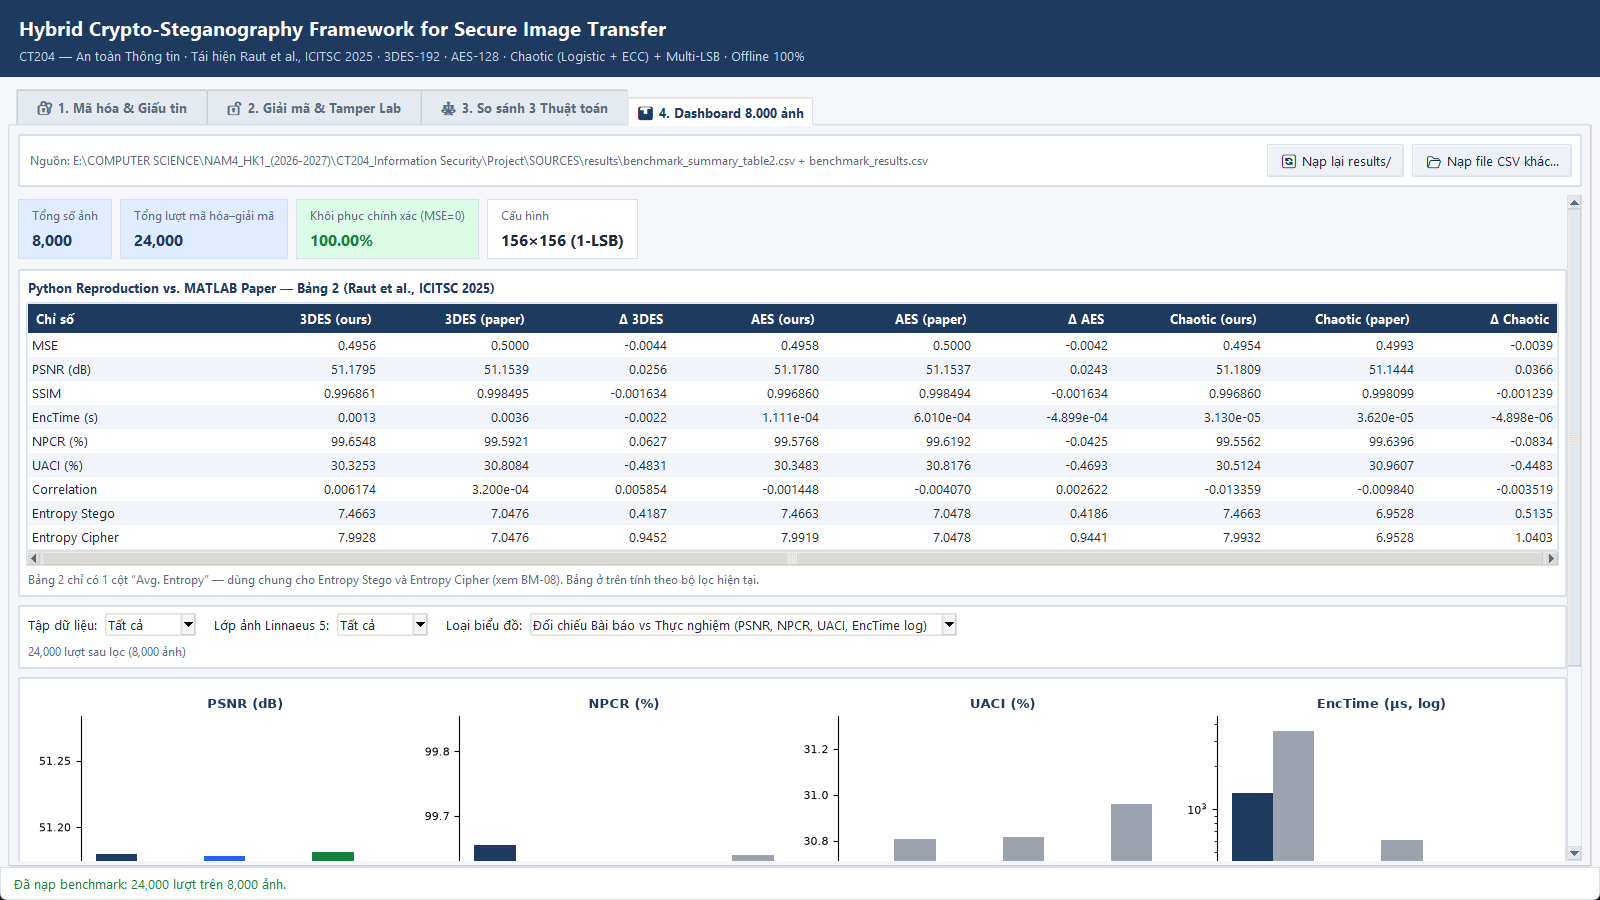 Hybrid Crypto-Steganography Framework for Secure Image Transfer
CT204 — An toàn Thông tin · Tái hiện Raut et al., ICITSC 2025 · 3DES-192 · AES-128 · Chaotic (Logistic + ECC) + Multi-LSB · Offline 100%
1. Mã hóa & Giấu tin
2. Giải mã & Tamper Lab
3. So sánh 3 Thuật toán
4. Dashboard 8.000 ảnh
Nguồn: E:\COMPUTER SCIENCE\NAM4_HK1_(2026-2027)\CT204_Information Security\Project\SOURCES\results\benchmark_summary_table2.csv + benchmark_results.csv
Nạp lại results/
Nạp file CSV khác...
Tổng số ảnh
8,000
Tổng lượt mã hóa–giải mã
24,000
Khôi phục chính xác (MSE=0)
100.00%
Cấu hình
156×156 (1-LSB)
Python Reproduction vs. MATLAB Paper — Bảng 2 (Raut et al., ICITSC 2025)
Chỉ số 3DES (ours) 3DES (paper) Δ 3DES AES (ours) AES (paper) Δ AES Chaotic (ours) Chaotic (paper) Δ Chaotic
MSE 0.4956 0.5000 -0.0044 0.4958 0.5000 -0.0042 0.4954 0.4993 -0.0039
PSNR (dB) 51.1795 51.1539 0.0256 51.1780 51.1537 0.0243 51.1809 51.1444 0.0366
SSIM 0.996861 0.998495 -0.001634 0.996860 0.998494 -0.001634 0.996860 0.998099 -0.001239
EncTime (s) 0.0013 0.0036 -0.0022 1.111e-04 6.010e-04 -4.899e-04 3.130e-05 3.620e-05 -4.898e-06
NPCR (%) 99.6548 99.5921 0.0627 99.5768 99.6192 -0.0425 99.5562 99.6396 -0.0834
UACI (%) 30.3253 30.8084 -0.4831 30.3483 30.8176 -0.4693 30.5124 30.9607 -0.4483
Correlation 0.006174 3.200e-04 0.005854 -0.001448 -0.004070 0.002622 -0.013359 -0.009840 -0.003519
Entropy Stego 7.4663 7.0476 0.4187 7.4663 7.0478 0.4186 7.4663 6.9528 0.5135
Entropy Cipher 7.9928 7.0476 0.9452 7.9919 7.0478 0.9441 7.9932 6.9528 1.0403
Bảng 2 chỉ có 1 cột “Avg. Entropy” — dùng chung cho Entropy Stego và Entropy Cipher (xem BM-08). Bảng ở trên tính theo bộ lọc hiện tại.
Tập dữ liệu: Tất cả Lớp ảnh Linnaeus 5: Tất cả Loại biểu đồ: Đối chiếu Bài báo vs Thực nghiệm (PSNR, NPCR, UACI, EncTime log)
24,000 lượt sau lọc (8,000 ảnh)
PSNR (dB)
51.25
51.20
NPCR (%)
99.8
99.7
UACI (%)
31.2
31.0
30.8
EncTime (µs, log)
10³
Đã nạp benchmark: 24,000 lượt trên 8,000 ảnh.